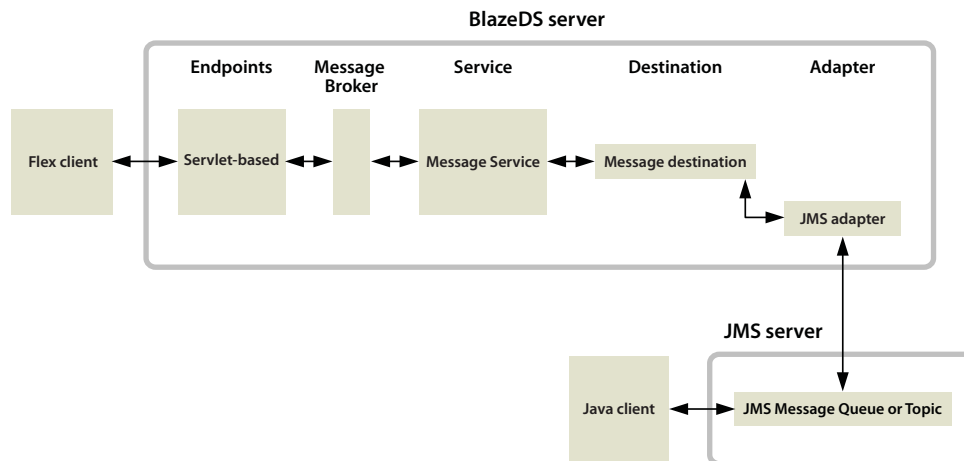 BlazeDS server
Endpoints
Message
Broker
Service
Destination
Adapter
Flex client
Servlet-based
Message Service
Message destination
JMS adapter
JMS server
Java client
JMS Message Queue or Topic